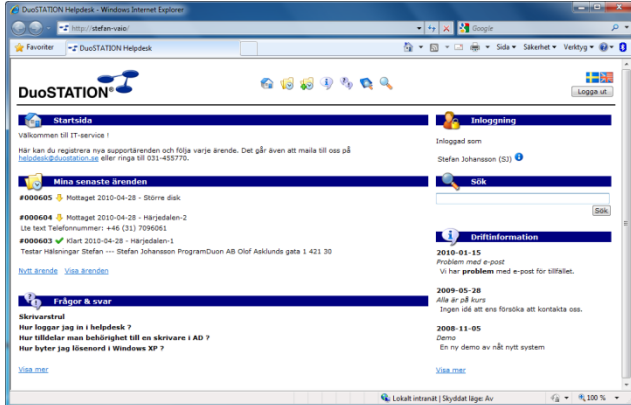 DuoSTATION Helpdesk - Windows Internet Explorer
http://stefan-vaio/
Google
Favoriter
DuoSTATION Helpdesk
Sida
Säkerhet
Verktyg
DuoSTATION®
Logga ut
Startsida
Välkommen till IT-service !
Här kan du registrera nya supportärenden och följa varje ärende. Det går även att maila till oss på
helpdesk@duostation.se eller ringa till 031-455770.
Mina senaste ärenden
#000605 Mottaget 2010-04-28 - Större disk
#000604 Mottaget 2010-04-28 - Härjedalen-2
Lte text Telefonnummer: +46 (31) 7096061
#000603 Klart 2010-04-28 - Härjedalen-1
Testar Hälsningar Stefan --- Stefan Johansson ProgramDuon AB Olof Asklunds gata 1 421 30
Nytt ärende Visa ärenden
Frågor & svar
Skrivarstrul
Hur loggar jag in i helpdesk ?
Hur tilldelar man behörighet till en skrivare i AD ?
Hur byter jag lösenord i Windows XP ?
Visa mer
Inloggning
Inloggad som
Stefan Johansson (SJ)
Sök
Sök
Driftinformation
2010-01-15
Problem med e-post
Vi har problem med e-post för tillfället.
2009-05-28
Alla är på kurs
Ingen idé att ens försöka att kontakta oss.
2008-11-05
Demo
En ny demo av nåt nytt system
Visa mer
Lokalt intranät | Skyddat läge: Av
100 %